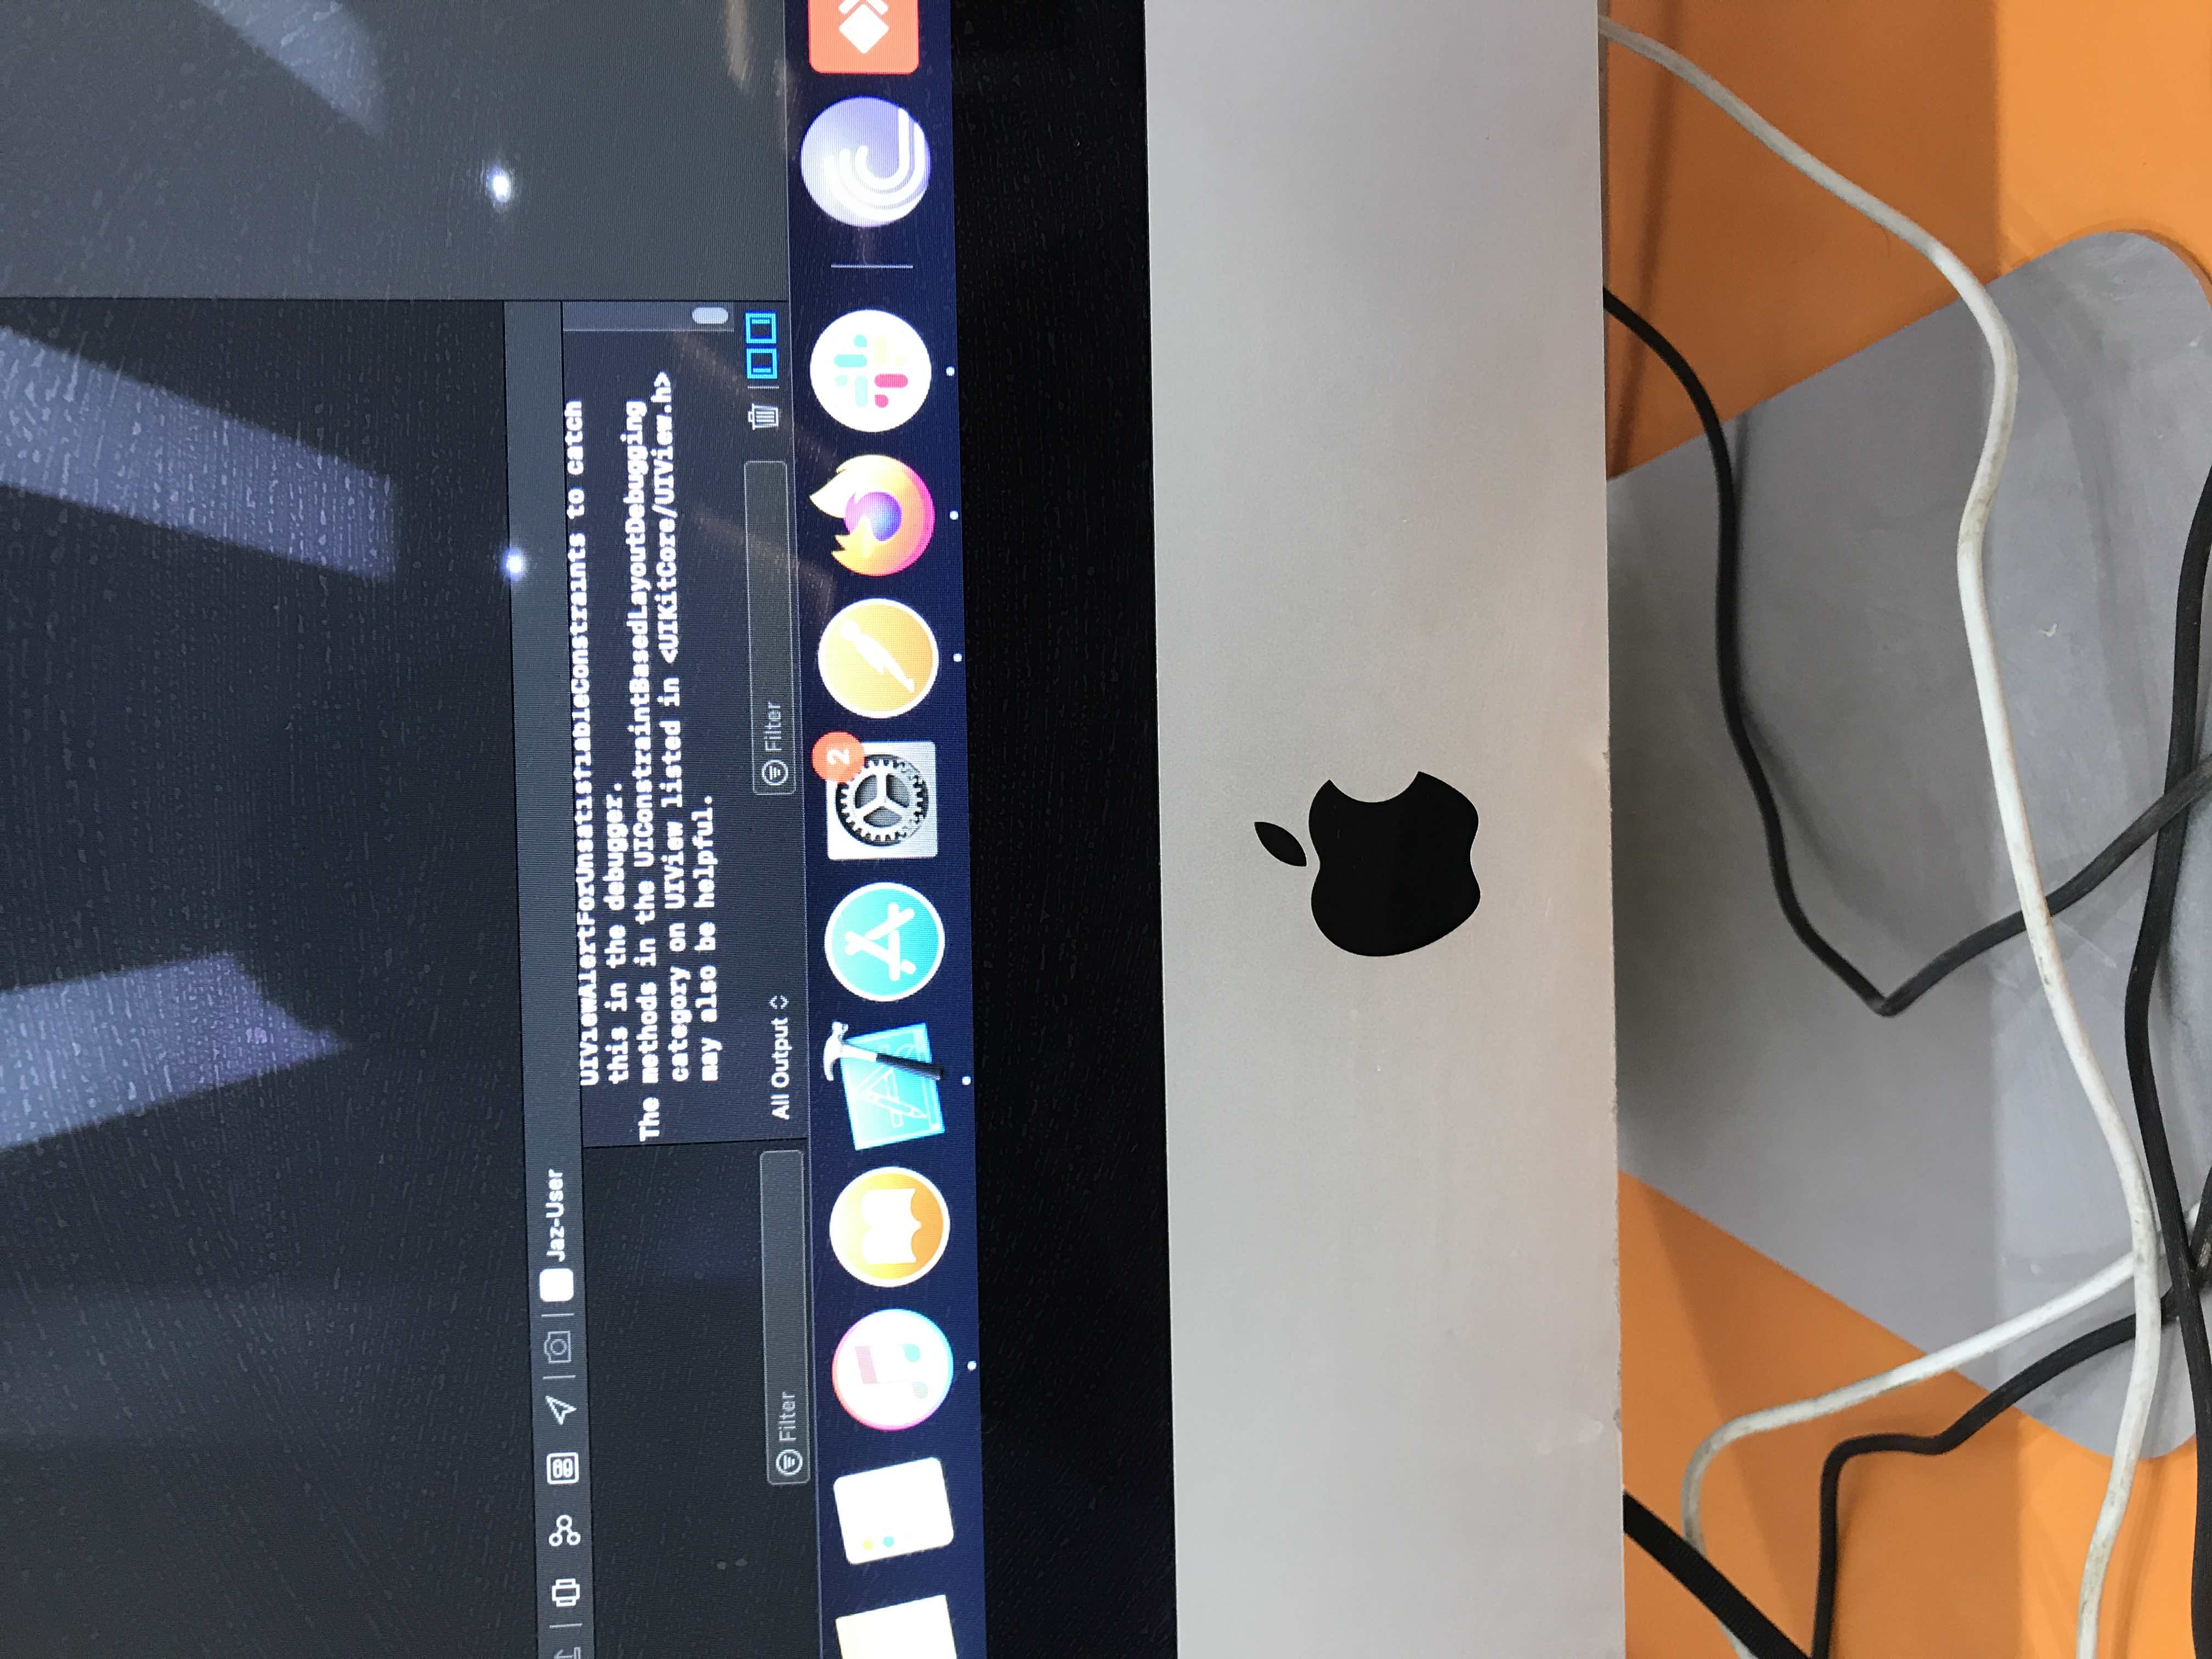 Jaz-User
UIViewAlertForUnsatisfiableConstraints to catch
this in the debugger.
The methods in the UIConstraintBasedLayoutDebugging
category on UIView listed in <UIKitCore/UIView.h>
may also be helpful.
Filter
All Output
Filter
2